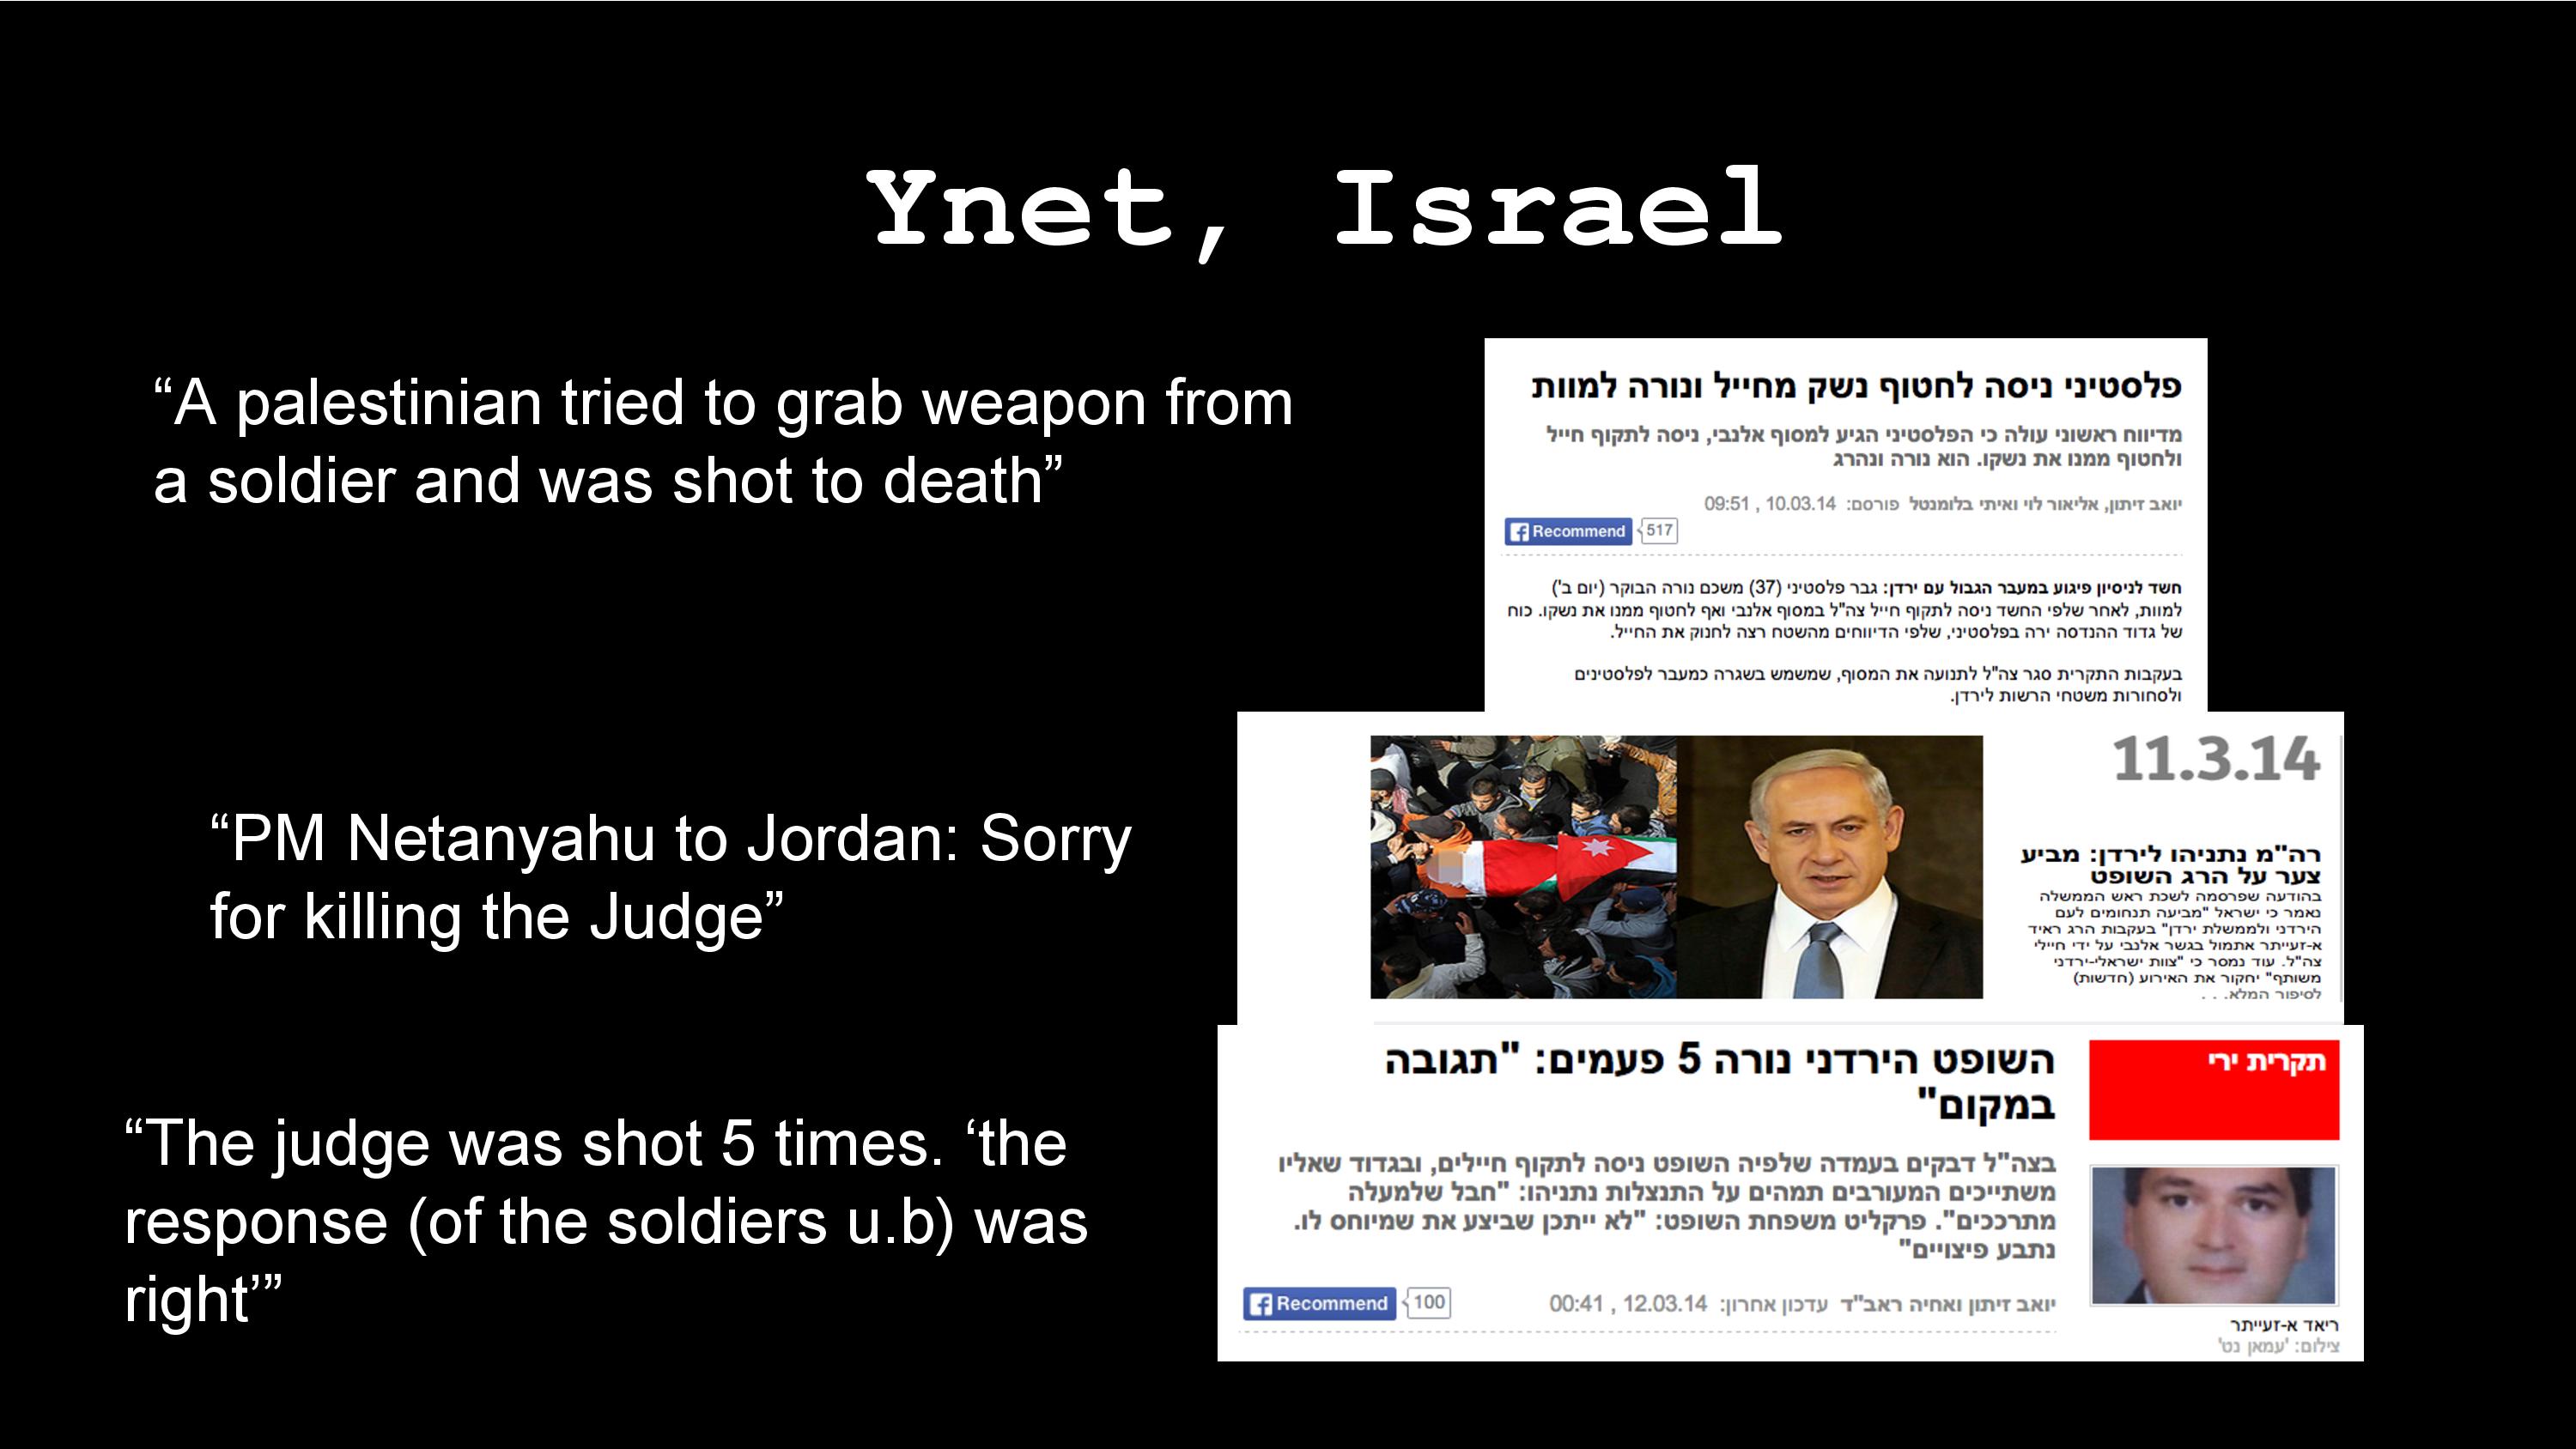 Ynet, Israel
“A palestinian tried to grab weapon from
a soldier and was shot to death”
פלסטיני ניסה לחטוף נשק מחייל ונורה למוות
מדיווח ראשוני עולה כי הפלסטיני הגיע למסוף אלנבי, ניסה לתקוף חייל
ולחטוף ממנו את נשקו. הוא נורה ונהרג
יואב זיתון, אליאור לוי ואיתי בלומנטל פורסם: 10.03.14 , 09:51
Recommend 517
חשד לניסיון פיגוע במעבר הגבול עם ירדן: גבר פלסטיני (37) משכם נורה הבוקר (יום ב')
למוות, לאחר שלפי החשד ניסה לתקוף חייל צה"ל במסוף אלנבי ואף לחטוף ממנו את נשקו. כוח
של גדוד ההנדסה ירה בפלסטיני, שלפי הדיווחים מהשטח רצה לחנוק את החייל.
בעקבות התקרית סגר צה"ל לתנועה את המסוף, שמשמש בשגרה כמעבר לפלסטינים
ולסחורות משטחי הרשות לירדן.
“PM Netanyahu to Jordan: Sorry
for killing the Judge”
11.3.14
רה"מ נתניהו לירדן: מביע
צער על הרג השופט
בהודעה שפרסמה לשכת ראש הממשלה
נאמר כי ישראל "מביעה תנחומים לעם
הירדני ולממשלת ירדן" בעקבות הרג ראיד
א-זעייתר אתמול בגשר אלנבי על ידי חיילי
צה"ל. עוד נמסר כי "צוות ישראלי-ירדני
משותף" יחקור את האירוע (חדשות)
לסיפור המלא. . .
“The judge was shot 5 times. ‘the
response (of the soldiers u.b) was
right’”
תקרית ירי
השופט הירדני נורה 5 פעמים: "תגובה
במקום"
בצה"ל דבקים בעמדה שלפיה השופט ניסה לתקוף חיילים, ובגדוד שאליו
משתייכים המעורבים תמהים על התנצלות נתניהו: "חבל שלמעלה
מתרככים". פרקליט משפחת השופט: "לא ייתכן שביצע את שמיוחס לו.
נתבע פיצויים"
יואב זיתון ואחיה ראב"ד עדכון אחרון: 12.03.14 , 00:41
Recommend 100
ריאד א-זעייתר
צילום: 'עמאן נט'